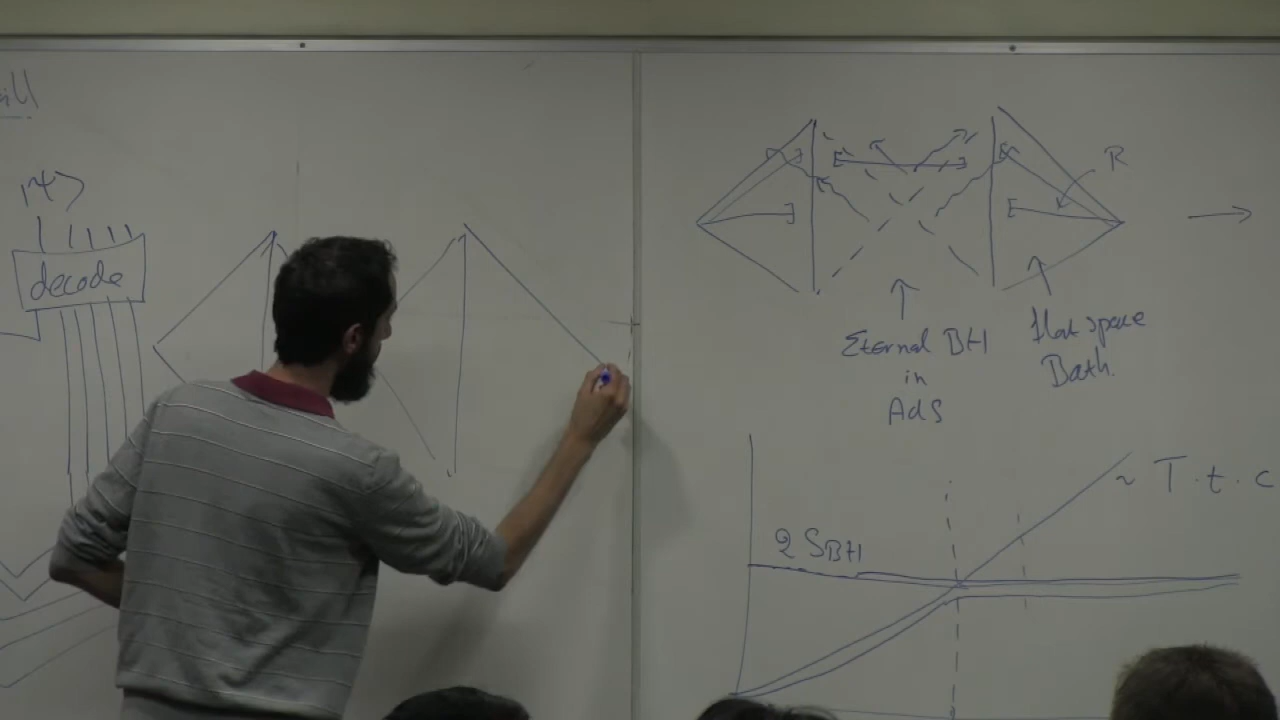 |ψ⟩
decode
R
Eternal BH
in
AdS
flat space
Bath.
2 S_BH
~ T.t.c